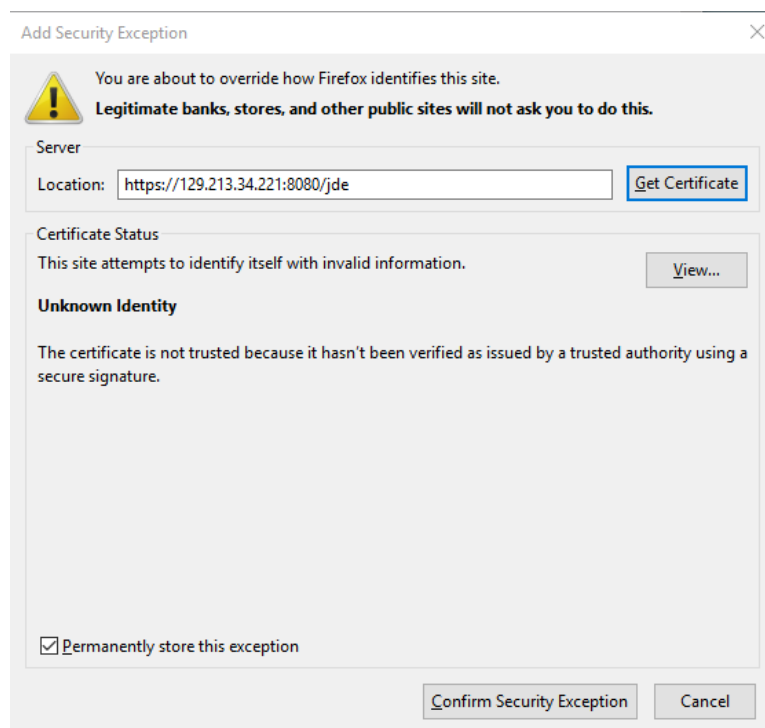 Add Security Exception
You are about to override how Firefox identifies this site.
Legitimate banks, stores, and other public sites will not ask you to do this.
Server
Location: https://129.213.34.221:8080/jde Get Certificate
Certificate Status
This site attempts to identify itself with invalid information.
View...
Unknown Identity
The certificate is not trusted because it hasn't been verified as issued by a trusted authority using a
secure signature.
Permanently store this exception
Confirm Security Exception Cancel